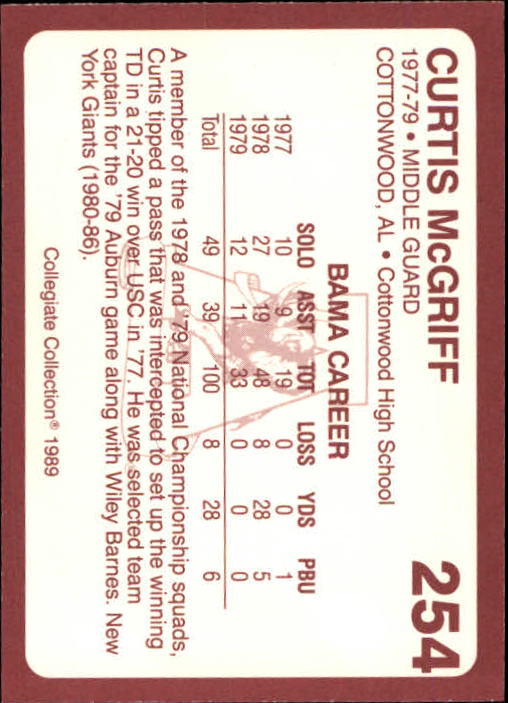 CURTIS McGRIFF 254
1977-79 • MIDDLE GUARD
COTTONWOOD, AL • Cottonwood High School
BAMA CAREER
SOLO ASST TOT LOSS YDS PBU
1977 10 9 19 0 0 1
1978 27 19 48 8 28 5
1979 12 11 33 0 0 0
Total 49 39 100 8 28 6
A member of the 1978 and '79 National Championship squads,
Curtis tipped a pass that was intercepted to set up the winning
TD in a 21-20 win over USC in '77. He was selected team
captain for the '79 Auburn game along with Wiley Barnes. New
York Giants (1980-86).
Collegiate Collection® 1989